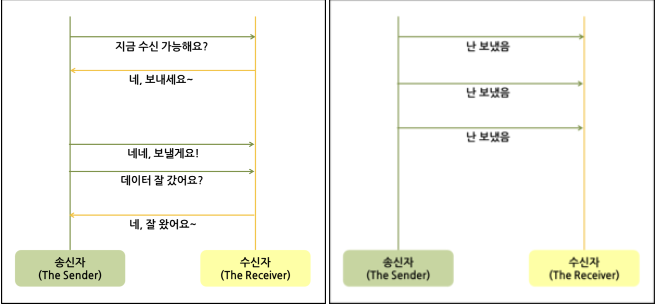 지금 수신 가능해요?
네, 보내세요~
네네, 보낼게요!
데이터 잘 갔어요?
네, 잘 왔어요~
송신자
(The Sender)
수신자
(The Receiver)
난 보냈음
난 보냈음
난 보냈음
송신자
(The Sender)
수신자
(The Receiver)